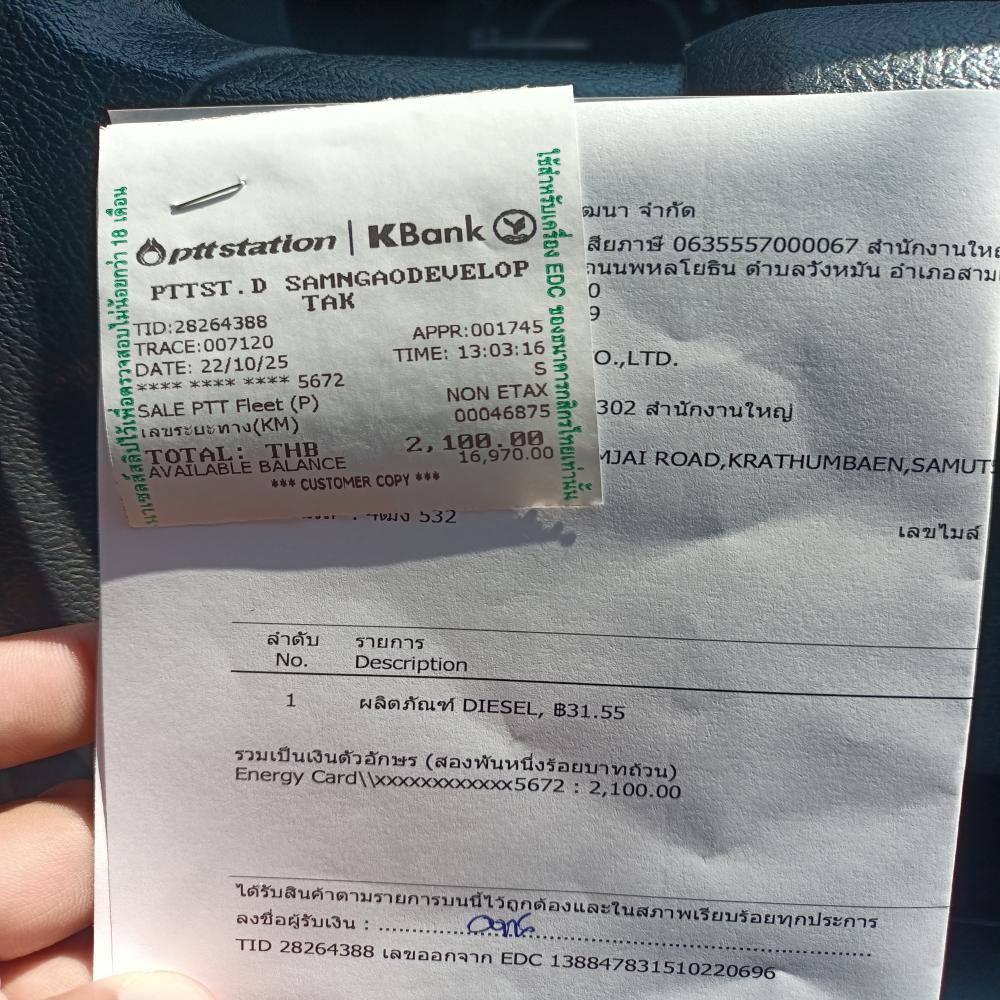 pttstation | KBank
PTTST.D SAMNGAODEVELOP
TAK
TID:28264388
APPR:001745
TRACE:007120
TIME: 13:03:16
DATE: 22/10/25
S
**** **** **** 5672
NON ETAX
SALE PTT Fleet (P)
00046875
เลขระยะทาง(KM)
TOTAL: THB 2,100.00
AVAILABLE BALANCE 16,970.00
*** CUSTOMER COPY ***
นาเซลล์สลิปไว้เพื่อตรวจสอบไม่น้อยกว่า 18 เดือน
ใช้สำหรับเครื่อง EDC ของธนาคารกสิกรไทยเท่านั้น
ฒนา จำกัด
สียภาษี 0635557000067 สำนักงานใหญ่
ถนนพหลโยธิน ตำบลวังหมัน อำเภอสาม
0
9
O.,LTD.
302 สำนักงานใหญ่
MJAI ROAD,KRATHUMBAEN,SAMUTS
: 4ฒง 532
เลขไมล์
ลำดับ รายการ
No. Description
1 ผลิตภัณฑ์ DIESEL, ฿31.55
รวมเป็นเงินตัวอักษร (สองพันหนึ่งร้อยบาทถ้วน)
Energy Card\\xxxxxxxxxxxx5672 : 2,100.00
ได้รับสินค้าตามรายการบนนี้ไว้ถูกต้องและในสภาพเรียบร้อยทุกประการ
ลงชื่อผู้รับเงิน : ........................
TID 28264388 เลขออกจาก EDC 138847831510220696